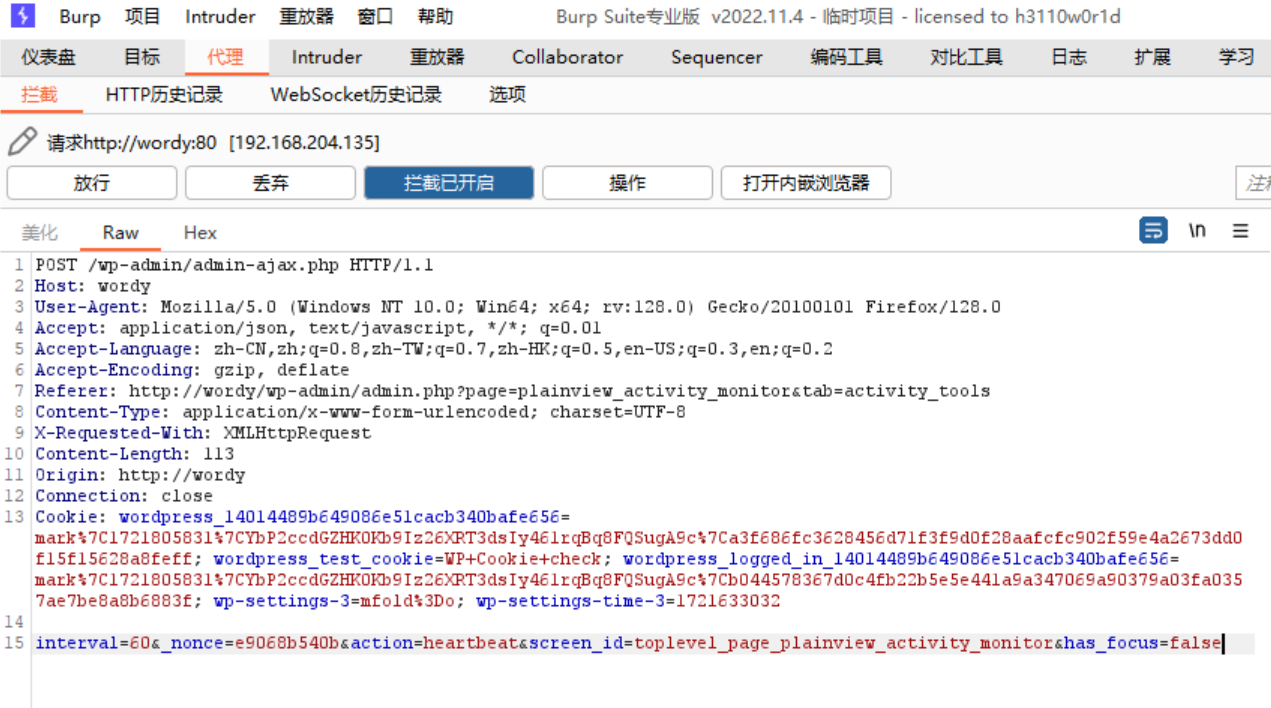 Burp 项目 Intruder 重放器 窗口 帮助 Burp Suite专业版 v2022.11.4 - 临时项目 - licensed to h3110w0r1d
仪表盘 目标 代理 Intruder 重放器 Collaborator Sequencer 编码工具 对比工具 日志 扩展 学习
拦截 HTTP历史记录 WebSocket历史记录 选项
请求http://wordy:80 [192.168.204.135]
放行 丢弃 拦截已开启 操作 打开内嵌浏览器 注释
美化 Raw Hex \n
1 POST /wp-admin/admin-ajax.php HTTP/1.1
2 Host: wordy
3 User-Agent: Mozilla/5.0 (Windows NT 10.0; Win64; x64; rv:128.0) Gecko/20100101 Firefox/128.0
4 Accept: application/json, text/javascript, */*; q=0.01
5 Accept-Language: zh-CN,zh;q=0.8,zh-TW;q=0.7,zh-HK;q=0.5,en-US;q=0.3,en;q=0.2
6 Accept-Encoding: gzip, deflate
7 Referer: http://wordy/wp-admin/admin.php?page=plainview_activity_monitor&tab=activity_tools
8 Content-Type: application/x-www-form-urlencoded; charset=UTF-8
9 X-Requested-With: XMLHttpRequest
10 Content-Length: 113
11 Origin: http://wordy
12 Connection: close
13 Cookie: wordpress_14014489b649086e51cacb340bafe656=
mark%7C1721805831%7CYbP2ccdGZHKOKb9Iz26XRT3dsIy46lrqBq8FQSugA9c%7Ca3f686fc3628456d71f3f9d0f28aafcfc902f59e4a2673dd0
f15f15628a8feff; wordpress_test_cookie=WP+Cookie+check; wordpress_logged_in_14014489b649086e51cacb340bafe656=
mark%7C1721805831%7CYbP2ccdGZHKOKb9Iz26XRT3dsIy46lrqBq8FQSugA9c%7Cb044578367d0c4fb22b5e5e441a9a347069a90379a03fa035
7ae7be8a8b6883f; wp-settings-3=mfold%3Do; wp-settings-time-3=1721633032
14
15 interval=60&_nonce=e9068b540b&action=heartbeat&screen_id=toplevel_page_plainview_activity_monitor&has_focus=false